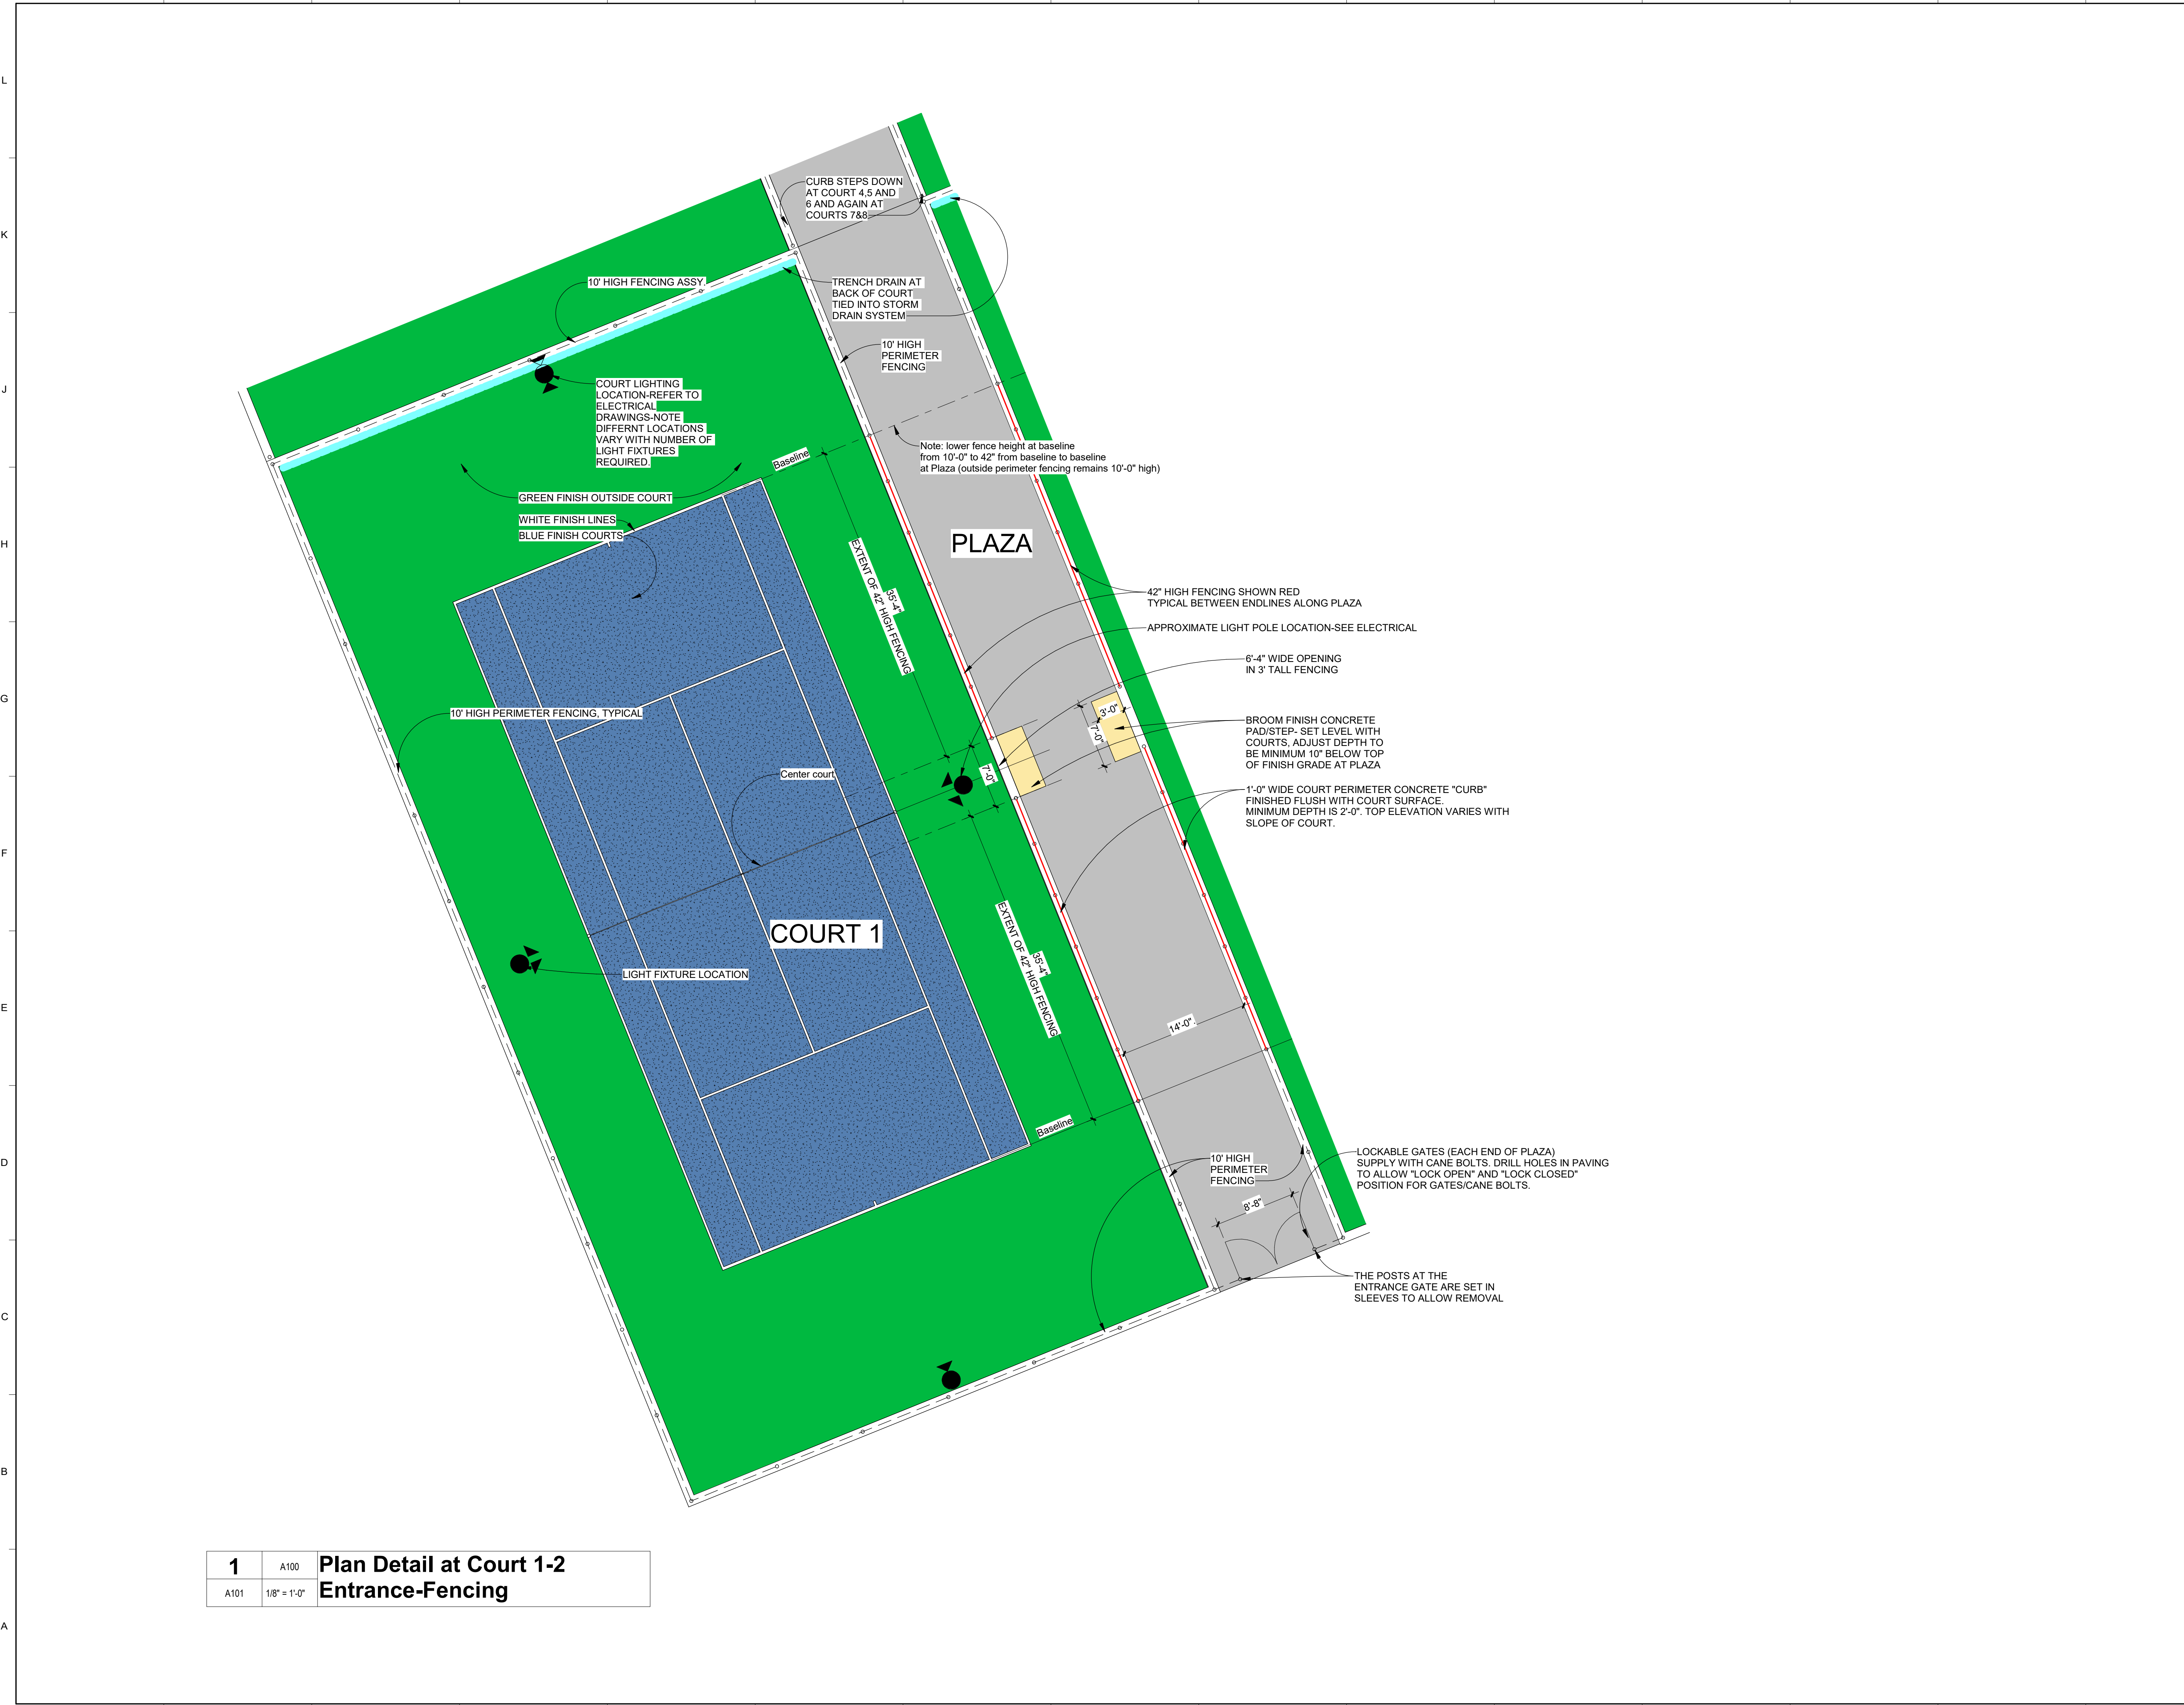 L
K
J
H
G
F
E
D
C
B
A
CURB STEPS DOWN
AT COURT 4,5 AND
6 AND AGAIN AT
COURTS 7&8
10' HIGH FENCING ASSY.
TRENCH DRAIN AT
BACK OF COURT
TIED INTO STORM
DRAIN SYSTEM
10' HIGH
PERIMETER
FENCING
COURT LIGHTING
LOCATION-REFER TO
ELECTRICAL
DRAWINGS-NOTE
DIFFERNT LOCATIONS
VARY WITH NUMBER OF
LIGHT FIXTURES
REQUIRED.
Note: lower fence height at baseline
from 10'-0" to 42" from baseline to baseline
at Plaza (outside perimeter fencing remains 10'-0" high)
Baseline
GREEN FINISH OUTSIDE COURT
WHITE FINISH LINES
BLUE FINISH COURTS
PLAZA
35'-4"
EXTENT OF 42" HIGH FENCING
42" HIGH FENCING SHOWN RED
TYPICAL BETWEEN ENDLINES ALONG PLAZA
APPROXIMATE LIGHT POLE LOCATION-SEE ELECTRICAL
6'-4" WIDE OPENING
IN 3' TALL FENCING
10' HIGH PERIMETER FENCING, TYPICAL
3'-0"
7'-0"
BROOM FINISH CONCRETE
PAD/STEP- SET LEVEL WITH
COURTS, ADJUST DEPTH TO
BE MINIMUM 10" BELOW TOP
OF FINISH GRADE AT PLAZA
Center court
7'-0"
1'-0" WIDE COURT PERIMETER CONCRETE "CURB"
FINISHED FLUSH WITH COURT SURFACE.
MINIMUM DEPTH IS 2'-0". TOP ELEVATION VARIES WITH
SLOPE OF COURT.
COURT 1
LIGHT FIXTURE LOCATION
35'-4"
EXTENT OF 42" HIGH FENCING
14'-0".
Baseline
10' HIGH
PERIMETER
FENCING
LOCKABLE GATES (EACH END OF PLAZA)
SUPPLY WITH CANE BOLTS. DRILL HOLES IN PAVING
TO ALLOW "LOCK OPEN" AND "LOCK CLOSED"
POSITION FOR GATES/CANE BOLTS.
8'-8"
THE POSTS AT THE
ENTRANCE GATE ARE SET IN
SLEEVES TO ALLOW REMOVAL
1
A100
Plan Detail at Court 1-2
A101
1/8" = 1'-0"
Entrance-Fencing